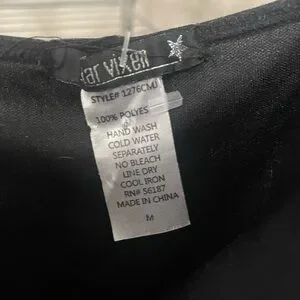 ar vixen
STYLE# 1276CMJ
100% POLYES
HAND WASH
COLD WATER
SEPARATELY
NO BLEACH
LINE DRY
COOL IRON
RN# 56187
MADE IN CHINA
M